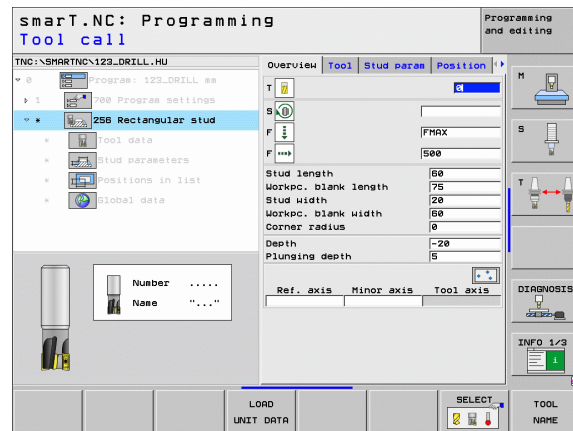 smarT.NC: Programming
Tool call
Programming
and editing
TNC:\SMARTNC\123_DRILL.HU
0 Program: 123_DRILL mm
1 700 Program settings
* 256 Rectangular stud
* Tool data
* Stud parameters
* Positions in list
* Global data
Number .....
Name "..."
Overview Tool Stud param Position
T 0
S
F FMAX
F 500
Stud length 60
Workpc. blank length 75
Stud width 20
Workpc. blank width 60
Corner radius 0
Depth -20
Plunging depth 5
Ref. axis Minor axis Tool axis
M
S
T
DIAGNOSIS
INFO 1/3
LOAD
UNIT DATA
SELECT
TOOL
NAME